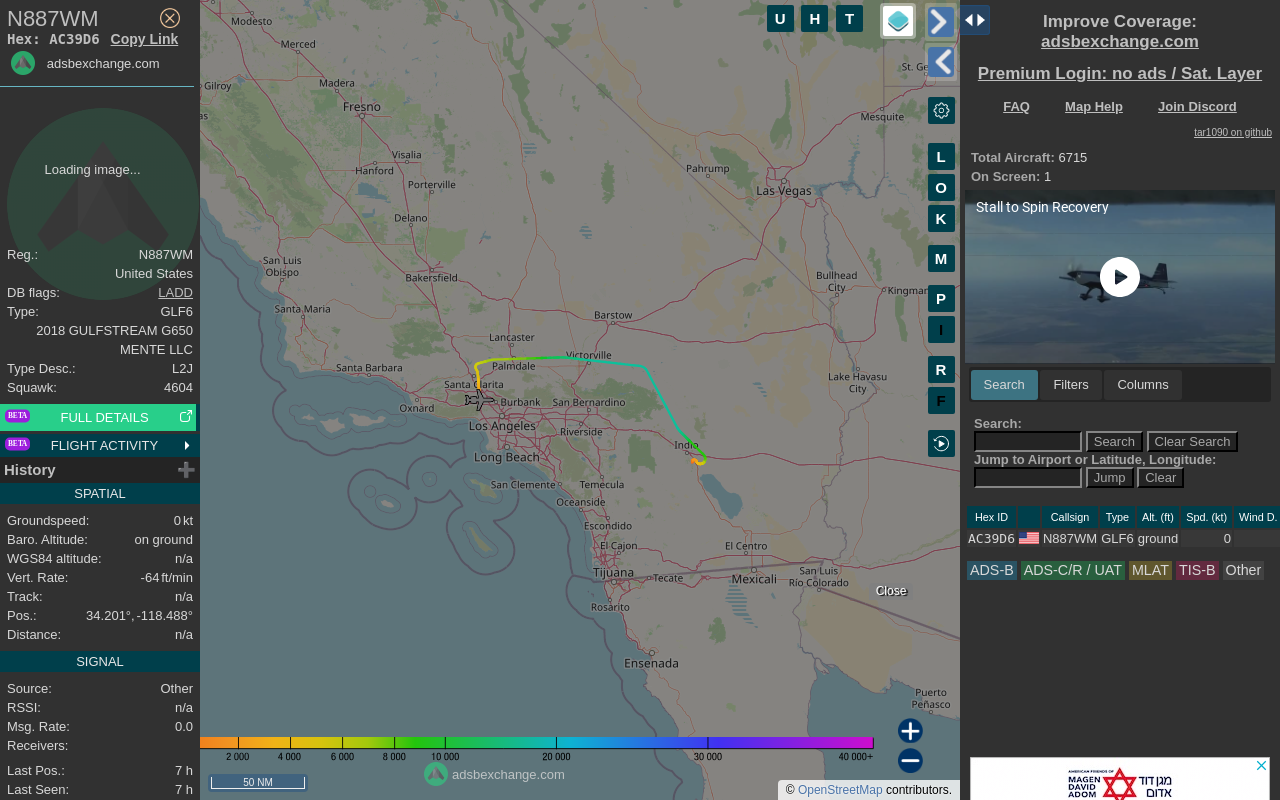 N887WM
Hex: AC39D6 Copy Link
adsbexchange.com
Loading image...
Reg.: N887WM
United States
DB flags: LADD
Type: GLF6
2018 GULFSTREAM G650
MENTE LLC
Type Desc.: L2J
Squawk: 4604
BETA FULL DETAILS
BETA FLIGHT ACTIVITY
History
SPATIAL
Groundspeed: 0 kt
Baro. Altitude: on ground
WGS84 altitude: n/a
Vert. Rate: -64 ft/min
Track: n/a
Pos.: 34.201°, -118.488°
Distance: n/a
SIGNAL
Source: Other
RSSI: n/a
Msg. Rate: 0.0
Receivers:
Last Pos.: 7 h
Last Seen: 7 h
U H T
Modesto
Merced
Madera
Gilroy
Fresno
St. Ge
Mesquite
Visalia
Hanford
Porterville
Pahrump
Las Vegas
Delano
San Luis
Obispo
Bakersfield
Bullhead
City
Kingman
Santa Maria
Barstow
Lancaster
Victorville
Palmdale
Santa Barbara
Santa Clarita
Lake Havasu
City
Oxnard
Burbank
San Bernardino
Los Angeles
Riverside
Indio
Long Beach
San Clemente
Temecula
Oceanside
Escondido
El Cajon
El Centro
Tijuana
Tecate
Mexicali
San Luis
Río Colorado
Rosarito
Ensenada
Puerto
Peñasco
L
O
K
M
P
I
R
F
Close
2 000 4 000 6 000 8 000 10 000 20 000 30 000 40 000+
50 NM
adsbexchange.com
© OpenStreetMap contributors.
Improve Coverage:
adsbexchange.com
Premium Login: no ads / Sat. Layer
FAQ Map Help Join Discord
tar1090 on github
Total Aircraft: 6715
On Screen: 1
Stall to Spin Recovery
Search Filters Columns
Search:
Search Clear Search
Jump to Airport or Latitude, Longitude:
Jump Clear
Hex ID Callsign Type Alt. (ft) Spd. (kt) Wind D.
AC39D6 N887WM GLF6 ground 0
ADS-B ADS-C/R / UAT MLAT TIS-B Other
AMERICAN FRIENDS OF
MAGEN
DAVID
ADOM
מגן דוד
אדום